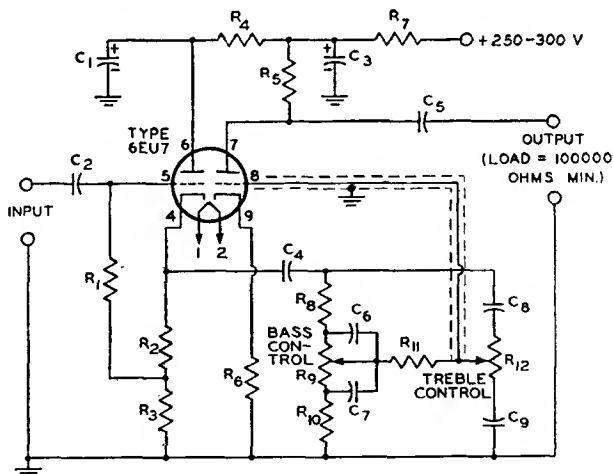 R4
R7
+250-300 V
C1
+
-
+
-
C3
R5
C5
TYPE
6EU7
6
7
OUTPUT
(LOAD = 100000
OHMS MIN.)
C2
5
8
INPUT
4
9
1
2
R1
C4
R8
C6
C8
R2
BASS
CON-
TROL
R11
R9
R12
TREBLE
CONTROL
R6
C7
R3
R10
C9